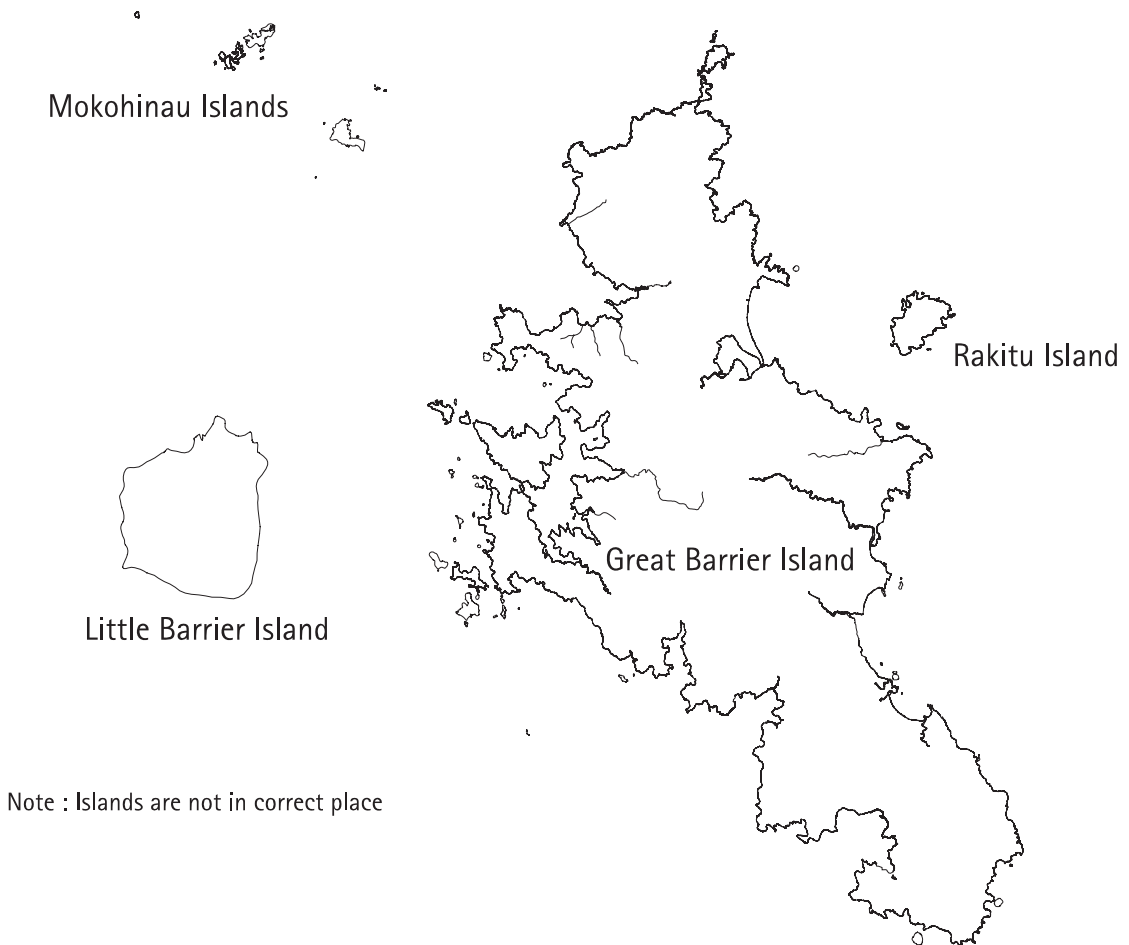 Mokohinau Islands
Rakitu Island
Great Barrier Island
Little Barrier Island
Note : Islands are not in correct place